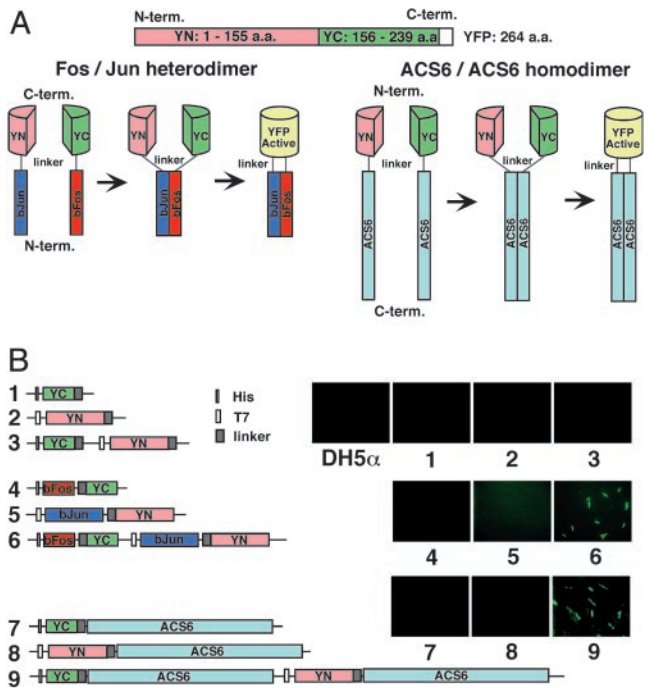 A
N-term. C-term.
YN: 1 - 155 a.a. YC: 156 - 239 a.a YFP: 264 a.a.
Fos / Jun heterodimer ACS6 / ACS6 homodimer
C-term. N-term.
YN YC YN YC YFP Active YN YC YN YC YFP Active
linker linker linker linker linker linker
bJun bFos bJun bFos bJun bFos ACS6 ACS6 ACS6 ACS6 ACS6 ACS6
N-term.
C-term.
B
1 YC
2 YN
3 YC YN
His
T7
linker
DH5α 1 2 3
4 bFos YC
5 bJun YN
6 bFos YC bJun YN
4 5 6
7 YC ACS6
8 YN ACS6
9 YC ACS6 YN ACS6
7 8 9